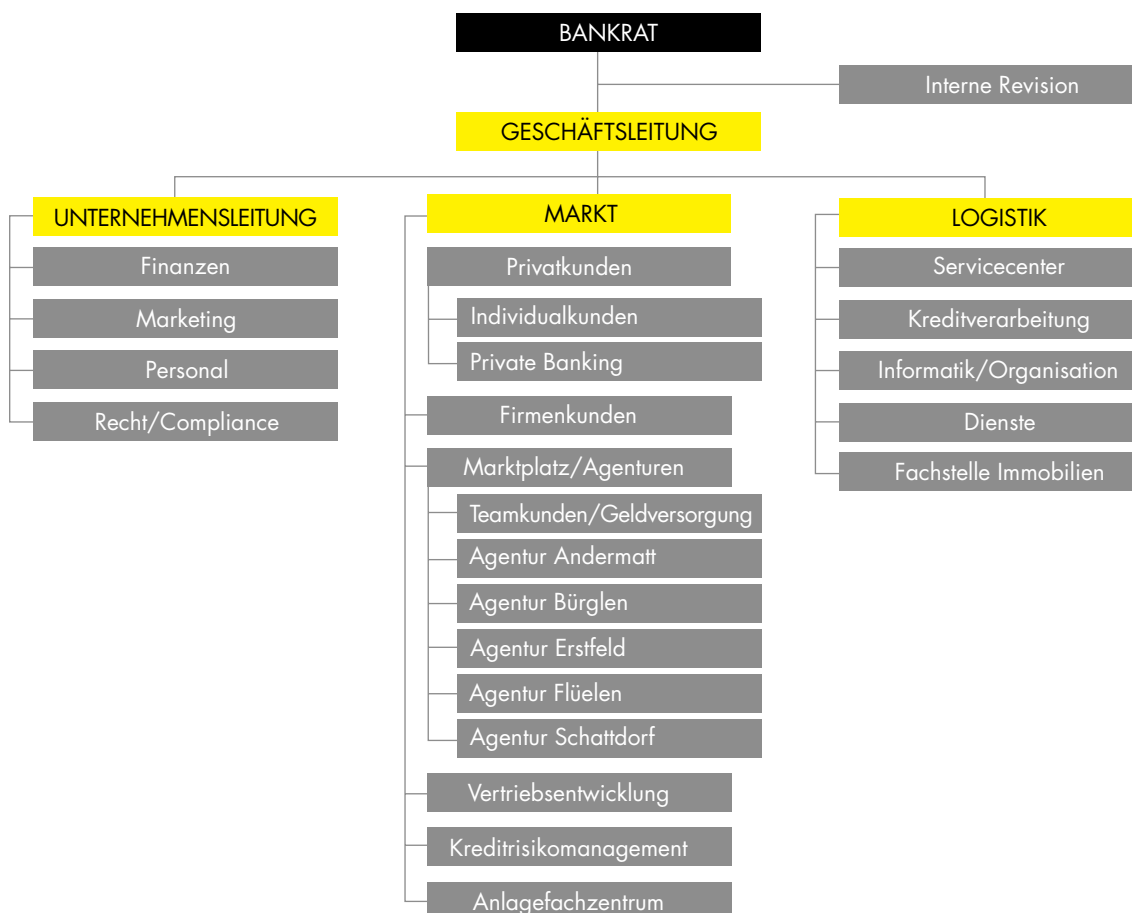 BANKRAT
Interne Revision
GESCHÄFTSLEITUNG
UNTERNEHMENSLEITUNG
Finanzen
Marketing
Personal
Recht/Compliance
MARKT
Privatkunden
Individualkunden
Private Banking
Firmenkunden
Marktplatz/Agenturen
Teamkunden/Geldversorgung
Agentur Andermatt
Agentur Bürglen
Agentur Erstfeld
Agentur Flüelen
Agentur Schattdorf
Vertriebsentwicklung
Kreditrisikomanagement
Anlagefachzentrum
LOGISTIK
Servicecenter
Kreditverarbeitung
Informatik/Organisation
Dienste
Fachstelle Immobilien